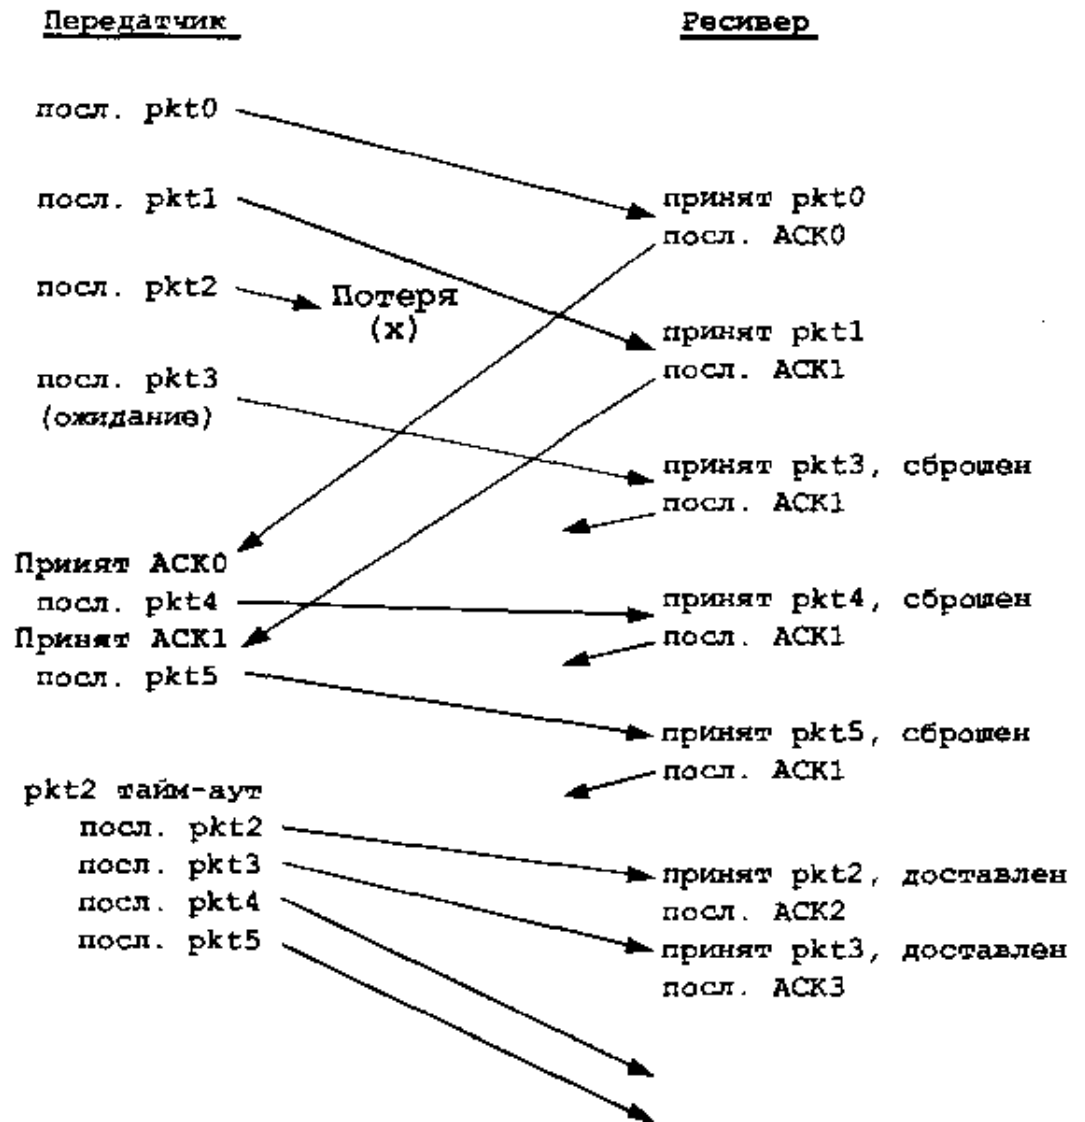 Передатчик
Ресивер
посл. pkt0
посл. pkt1
принят pkt0
посл. ACK0
посл. pkt2
Потеря
(x)
принят pkt1
посл. ACK1
посл. pkt3
(ожидание)
принят pkt3, сброшен
посл. ACK1
Принят ACK0
посл. pkt4
принят pkt4, сброшен
Принят ACK1
посл. ACK1
посл. pkt5
принят pkt5, сброшен
посл. ACK1
pkt2 тайм-аут
посл. pkt2
посл. pkt3
принят pkt2, доставлен
посл. pkt4
посл. ACK2
посл. pkt5
принят pkt3, доставлен
посл. ACK3